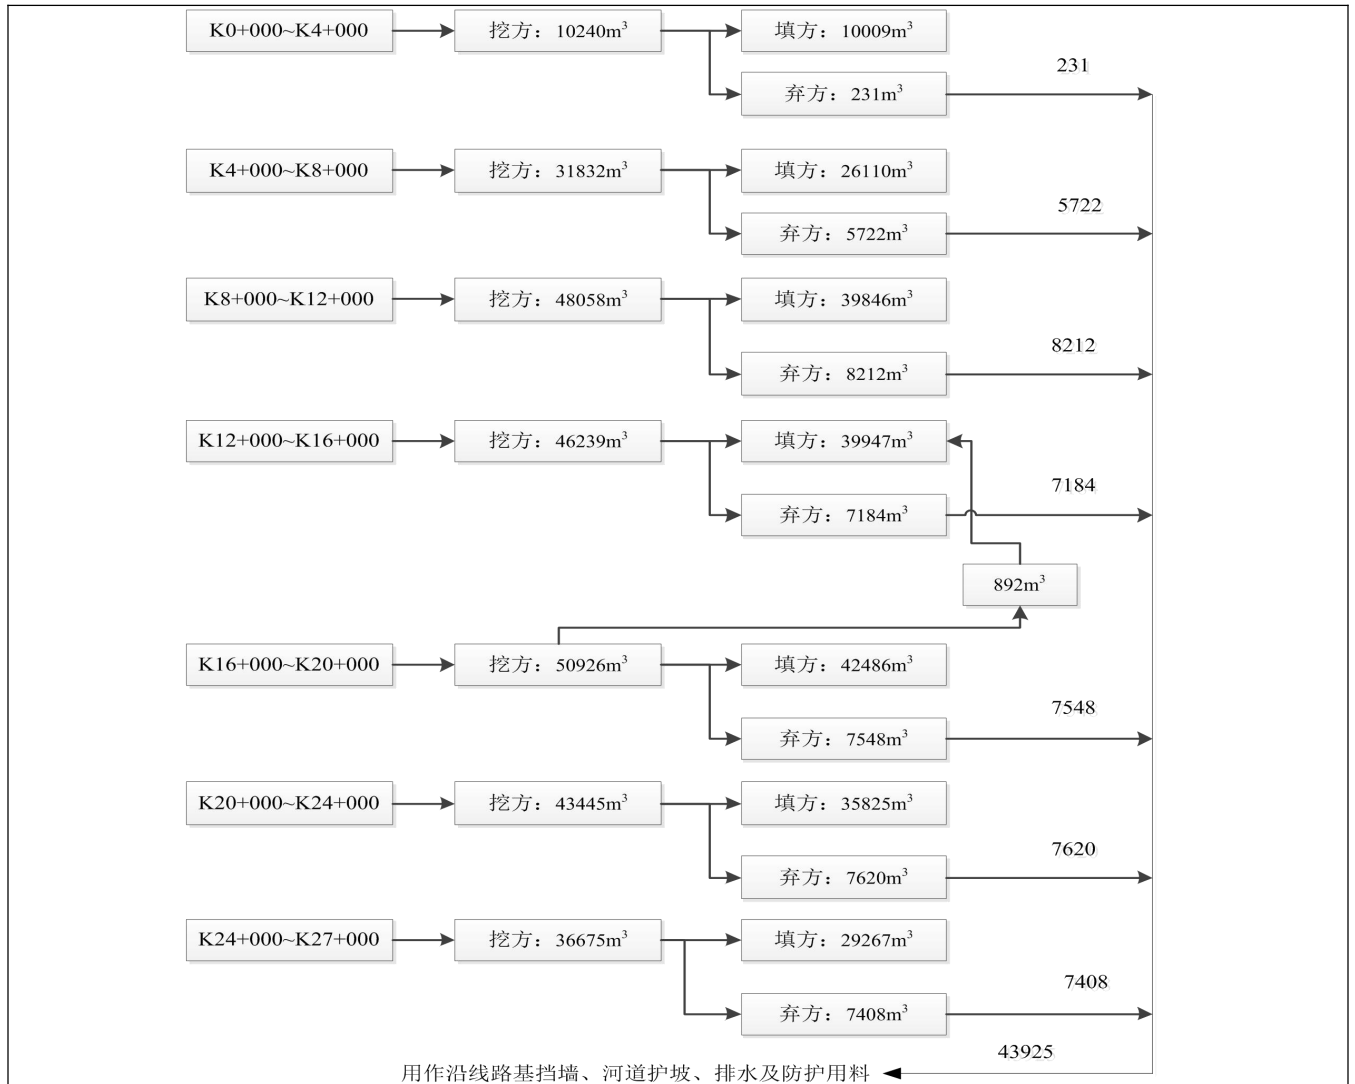 K0+000~K4+000 挖方：10240m³ 填方：10009m³
231
弃方：231m³
K4+000~K8+000 挖方：31832m³ 填方：26110m³
5722
弃方：5722m³
K8+000~K12+000 挖方：48058m³ 填方：39846m³
8212
弃方：8212m³
K12+000~K16+000 挖方：46239m³ 填方：39947m³
7184
弃方：7184m³
892m³
K16+000~K20+000 挖方：50926m³ 填方：42486m³
7548
弃方：7548m³
K20+000~K24+000 挖方：43445m³ 填方：35825m³
7620
弃方：7620m³
K24+000~K27+000 挖方：36675m³ 填方：29267m³
7408
弃方：7408m³
43925
用作沿线路基挡墙、河道护坡、排水及防护用料